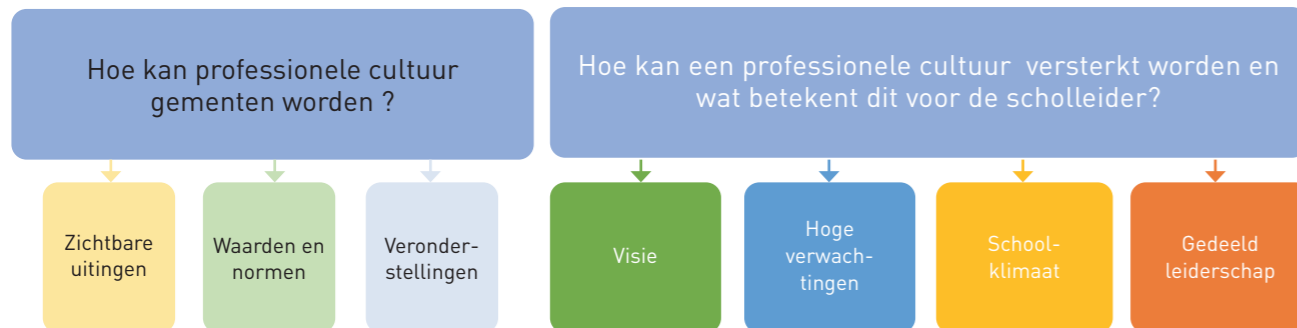 Hoe kan professionele cultuur
gementen worden ?
Hoe kan een professionele cultuur versterkt worden en
wat betekent dit voor de scholleider?
Zichtbare
uitingen
Waarden en
normen
Veronder-
stellingen
Visie
Hoge
verwach-
tingen
School-
klimaat
Gedeeld
leiderschap